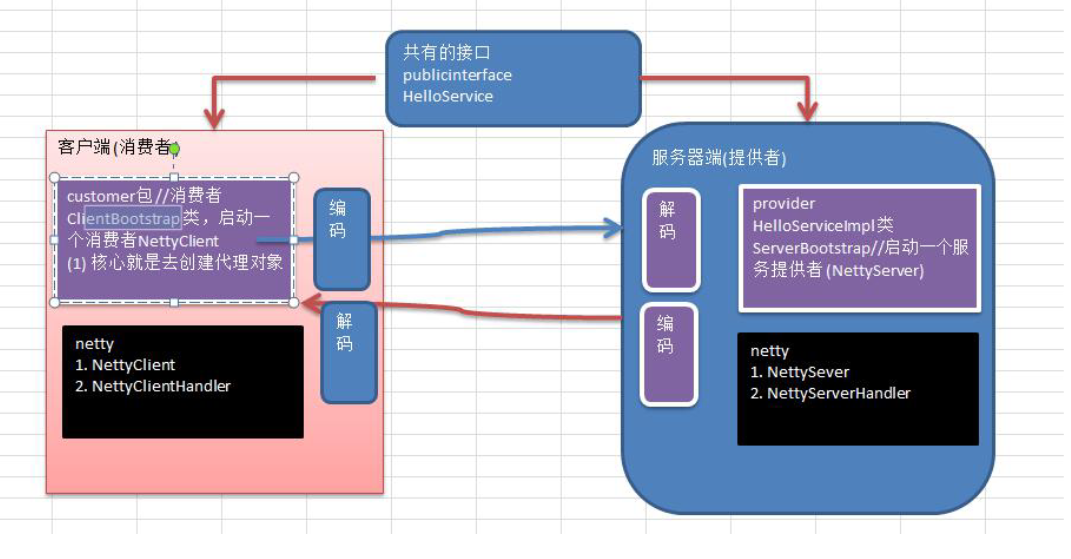 共有的接口
publicinterface
HelloService
客户端(消费者)
customer包//消费者
ClientBootstrap类，启动一
个消费者NettyClient
(1) 核心就是去创建代理对象
编
码
解
码
netty
1. NettyClient
2. NettyClientHandler
服务器端(提供者)
解
码
编
码
provider
HelloServiceImpl类
ServerBootstrap//启动一个服
务提供者 (NettyServer)
netty
1. NettySever
2. NettyServerHandler